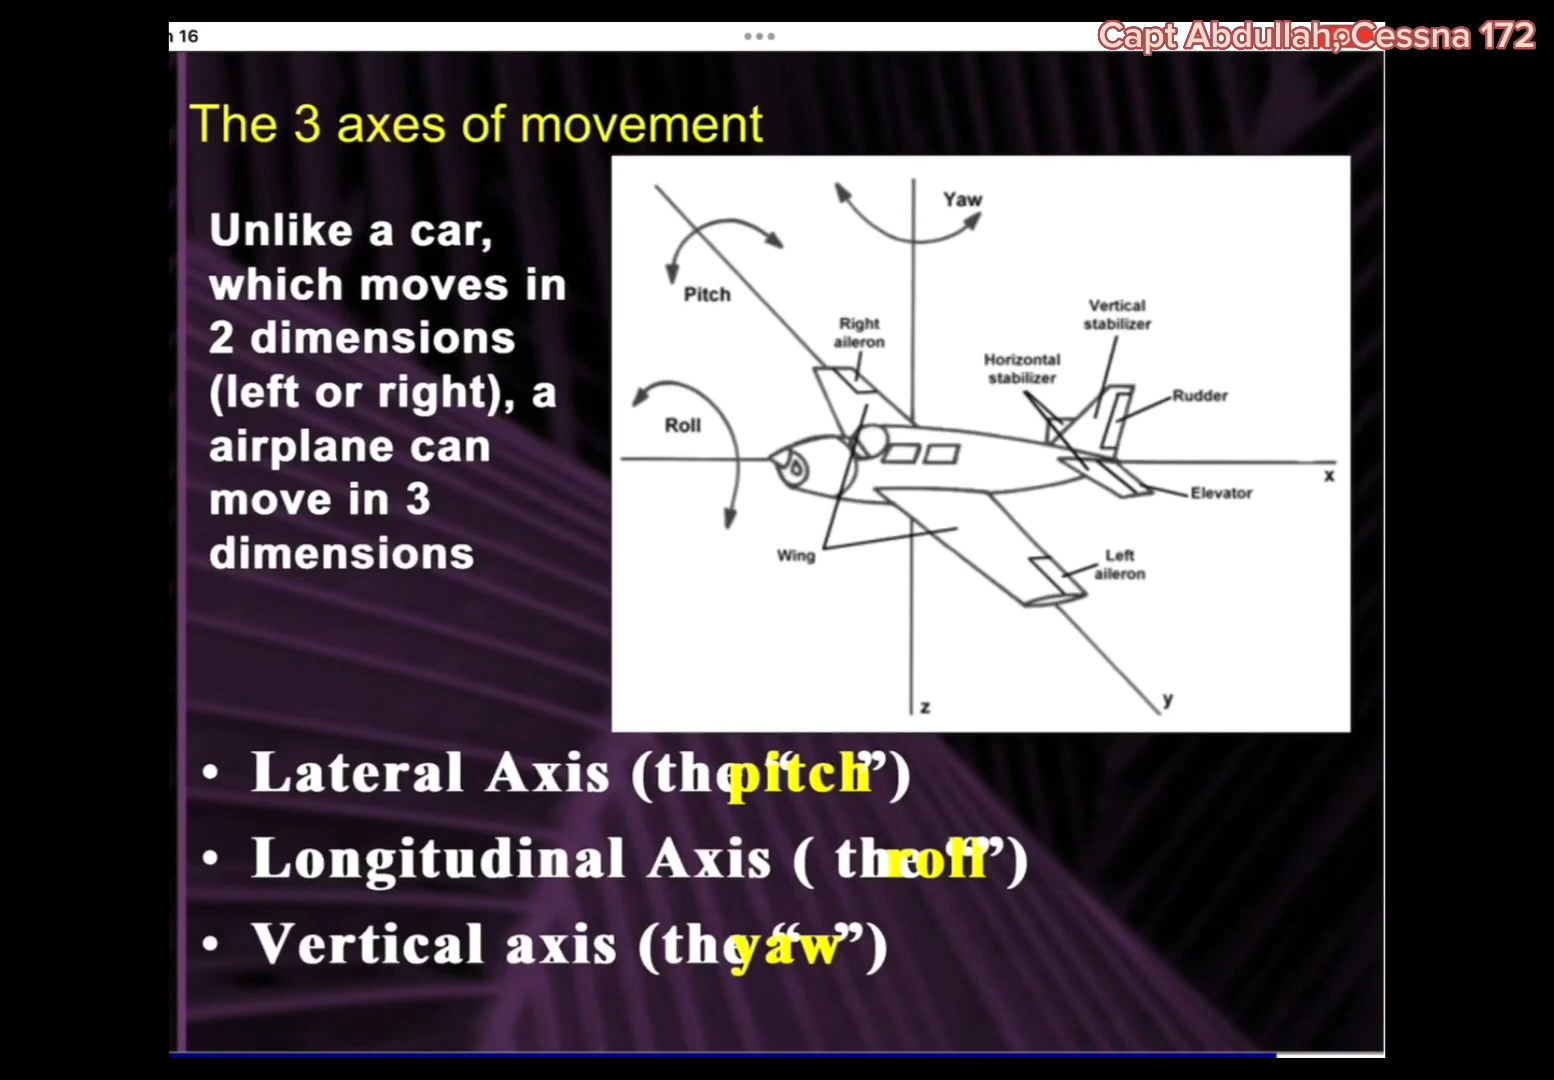 n 16
Capt Abdullah, Cessna 172
The 3 axes of movement
Unlike a car,
which moves in
2 dimensions
(left or right), a
airplane can
move in 3
dimensions
Yaw
Pitch
Vertical
stabilizer
Right
aileron
Horizontal
stabilizer
Rudder
Roll
x
Elevator
Wing
Left
aileron
y
z
• Lateral Axis (the “pitch”)
• Longitudinal Axis ( the “roll”)
• Vertical axis (the “yaw”)